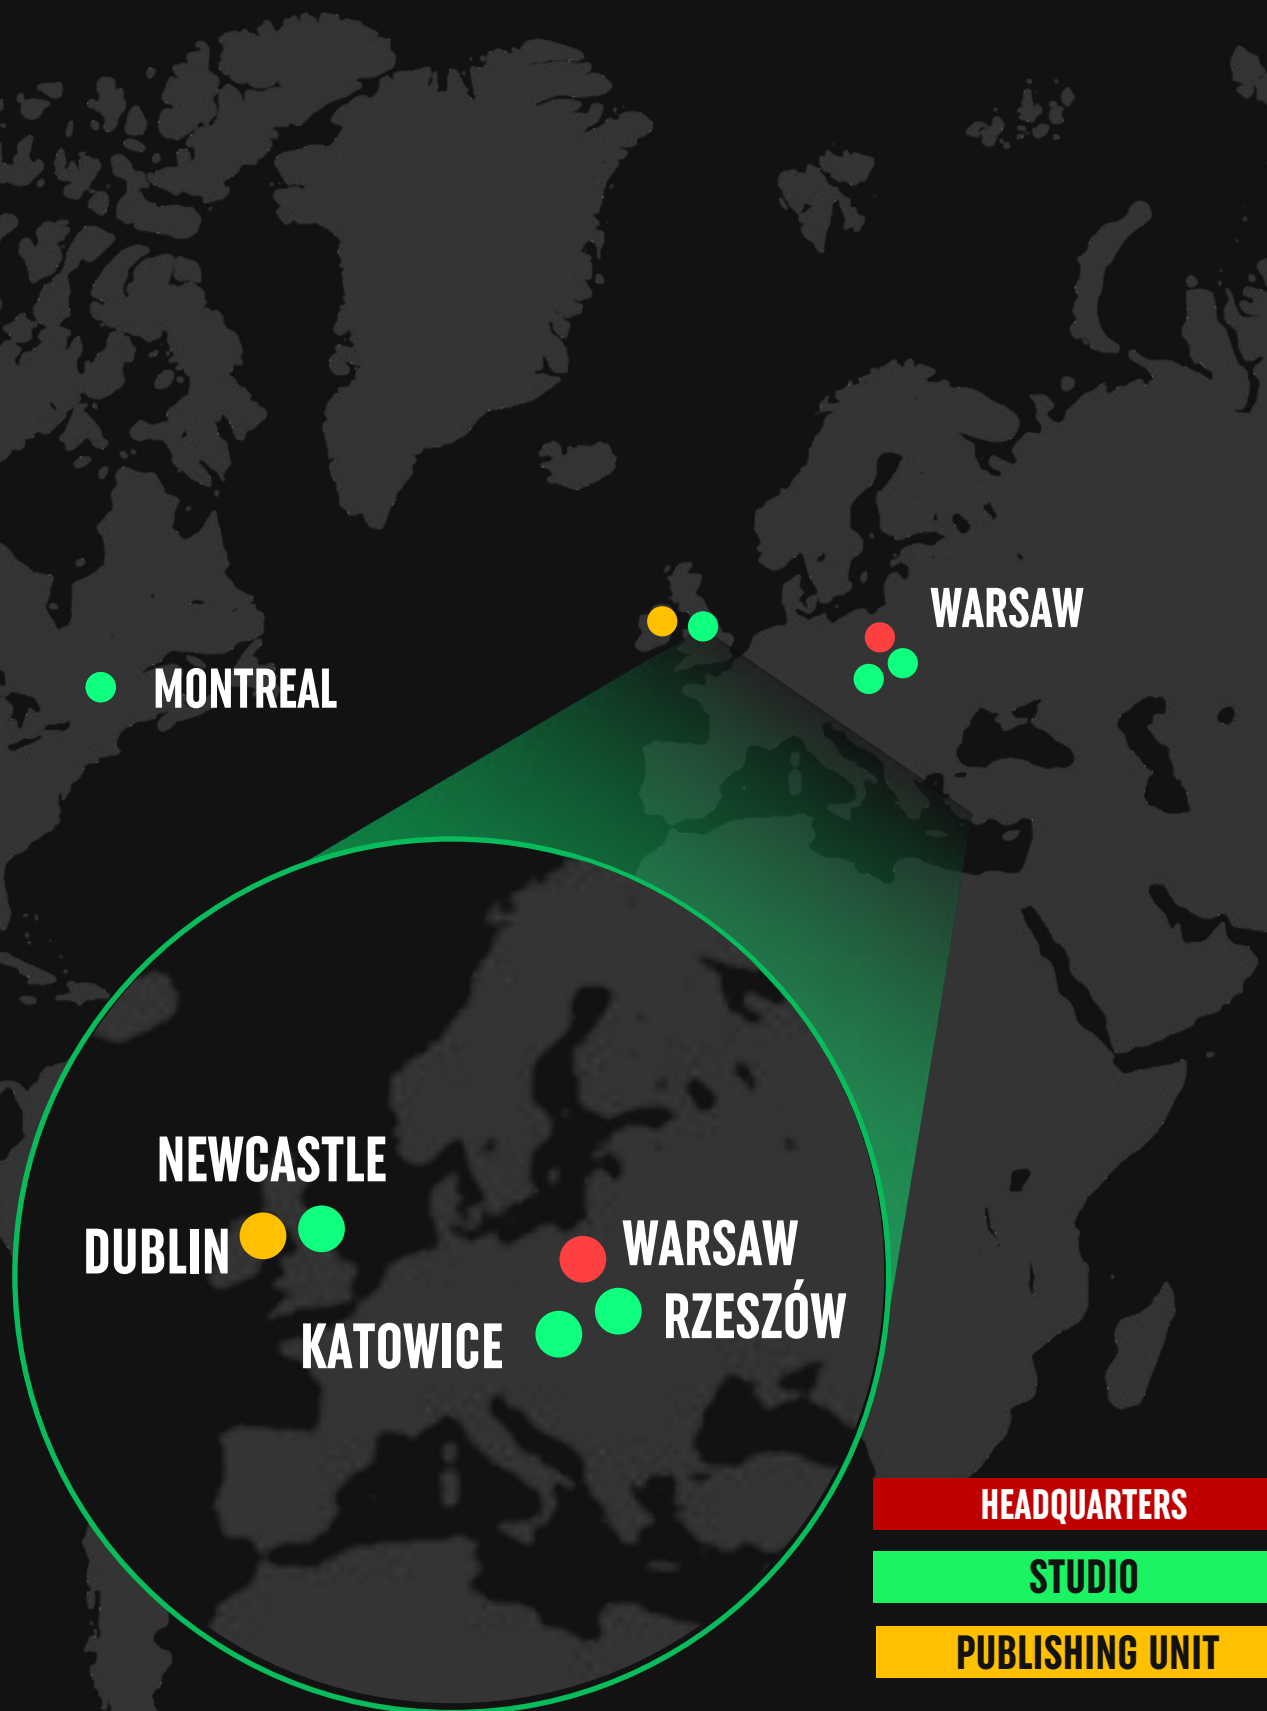 WARSAW
MONTREAL
NEWCASTLE
DUBLIN
WARSAW
RZESZÓW
KATOWICE
HEADQUARTERS
STUDIO
PUBLISHING UNIT